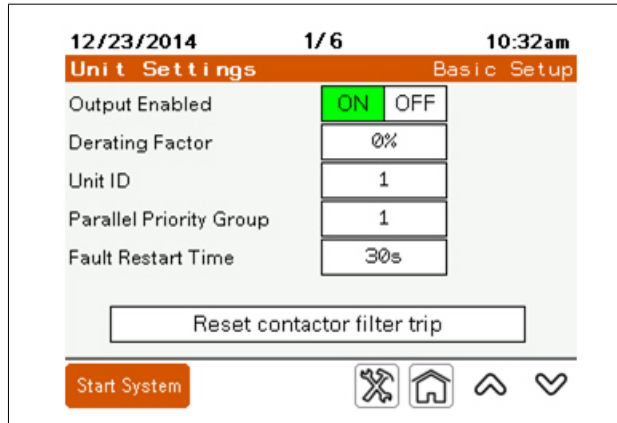 12/23/2014 1/6 10:32am
Unit Settings Basic Setup
Output Enabled ON OFF
Derating Factor 0%
Unit ID 1
Parallel Priority Group 1
Fault Restart Time 30s
Reset contactor filter trip
Start System